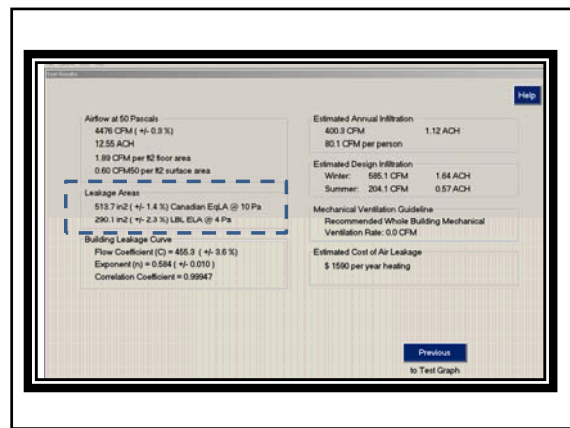 Test Results
Help
Airflow at 50 Pascals
4476 CFM ( +/- 0.3 %)
12.55 ACH
1.89 CFM per ft2 floor area
0.60 CFM50 per ft2 surface area
Leakage Areas
513.7 in2 ( +/- 1.4 %) Canadian EqLA @ 10 Pa
290.1 in2 ( +/- 2.3 %) LBL ELA @ 4 Pa
Building Leakage Curve
Flow Coefficient (C) = 455.3 ( +/- 3.6 %)
Exponent (n) = 0.584 ( +/- 0.010 )
Correlation Coefficient = 0.99947
Estimated Annual Infiltration
400.3 CFM 1.12 ACH
80.1 CFM per person
Estimated Design Infiltration
Winter: 585.1 CFM 1.64 ACH
Summer: 204.1 CFM 0.57 ACH
Mechanical Ventilation Guideline
Recommended Whole Building Mechanical
Ventilation Rate: 0.0 CFM
Estimated Cost of Air Leakage
$ 1590 per year heating
Previous
to Test Graph